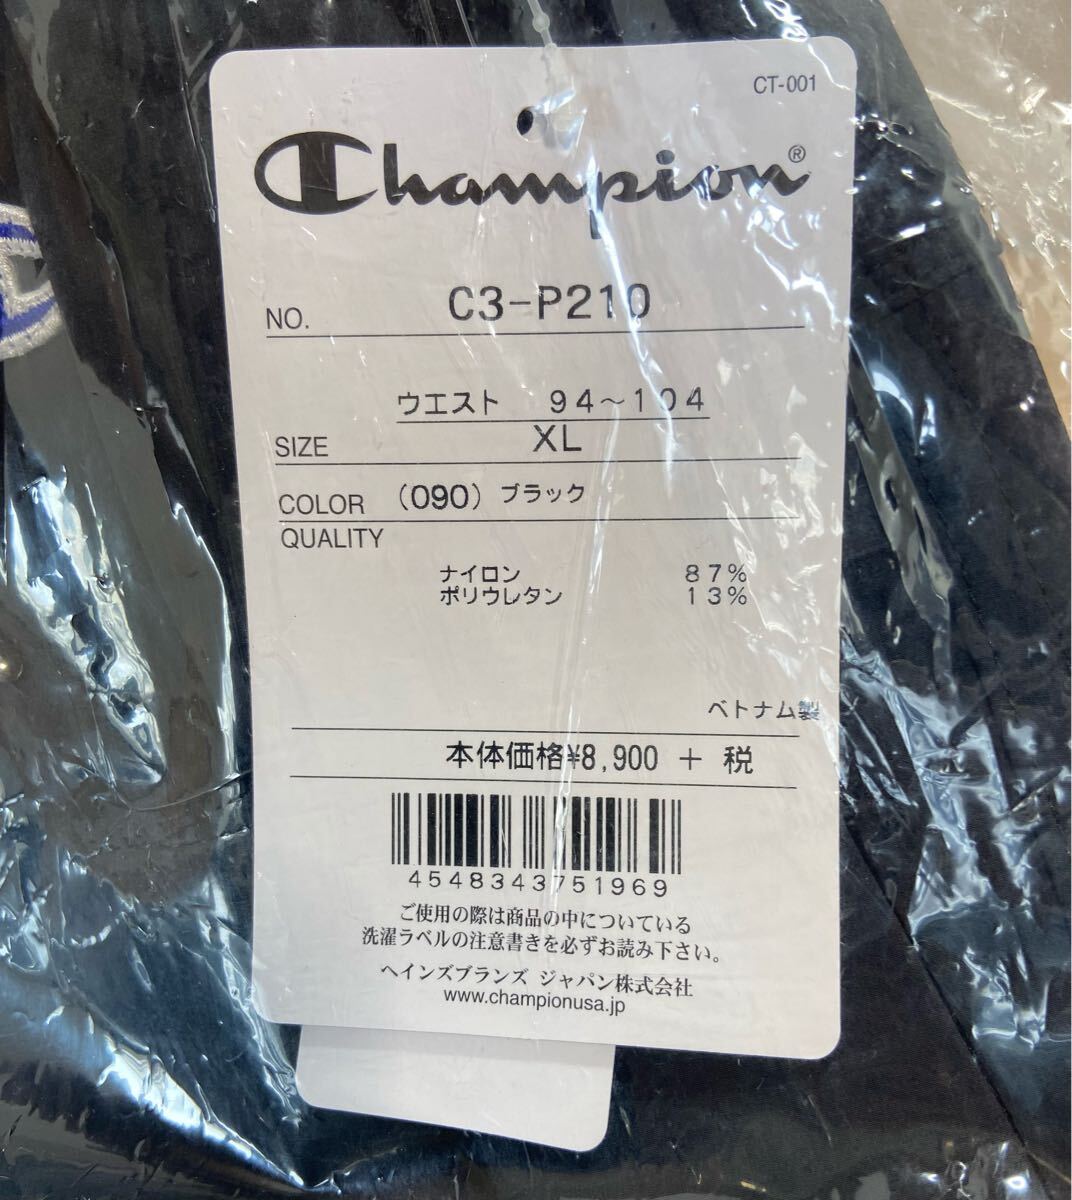 CT-001
Champion®
NO. C3-P210
ウエスト 94～104
SIZE XL
COLOR (090) ブラック
QUALITY
ナイロン 87%
ポリウレタン 13%
ベトナム製
本体価格¥8,900 + 税
4548343751969
ご使用の際は商品の中についている
洗濯ラベルの注意書きを必ずお読み下さい。
ヘインズブランズ ジャパン株式会社
www.championusa.jp